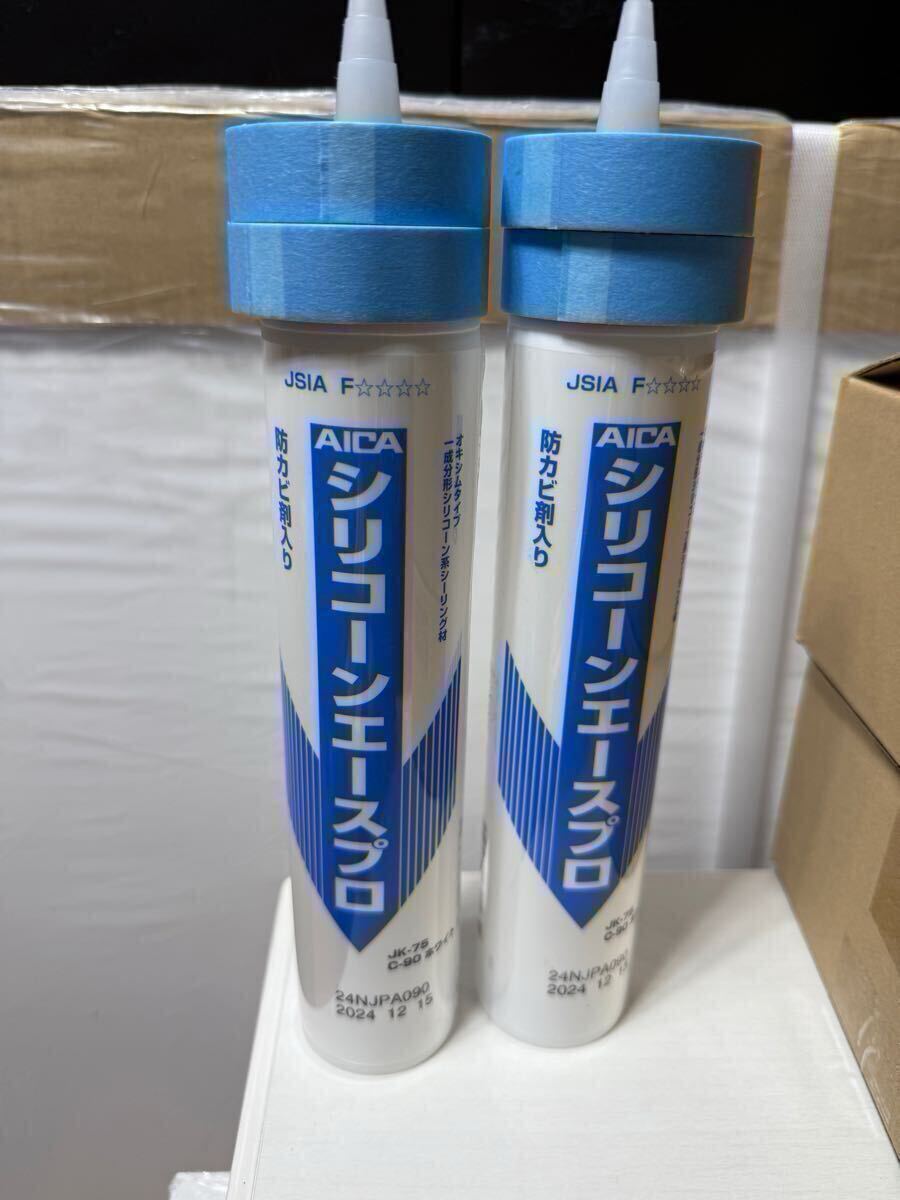 JSIA F☆☆☆☆
AICA
シリコーンエースプロ
防カビ剤入り
オキシムタイプ
一成分形シリコーン系シーリング材
JK-75
C-90 ホワイト
24NJPA090
2024 12 15
JSIA F☆☆☆☆
AICA
シリコーンエースプロ
防カビ剤入り
JK-75
C-90
24NJPA090
2024 12 15